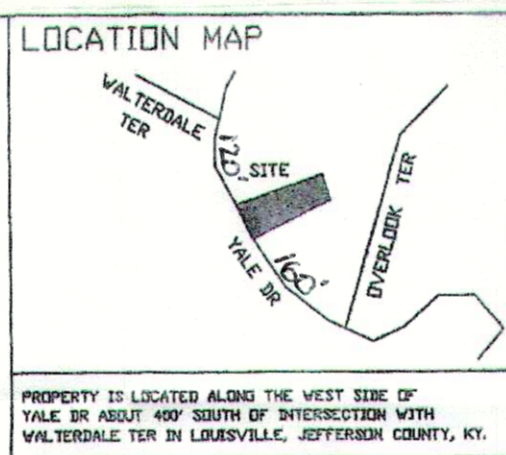 LOCATION MAP
WALTERDALE
TER
120'
SITE
YALE DR
160'
OVERLOOK TER
PROPERTY IS LOCATED ALONG THE WEST SIDE OF
YALE DR ABOUT 400' SOUTH OF INTERSECTION WITH
WALTERDALE TER IN LOUISVILLE, JEFFERSON COUNTY, KY.